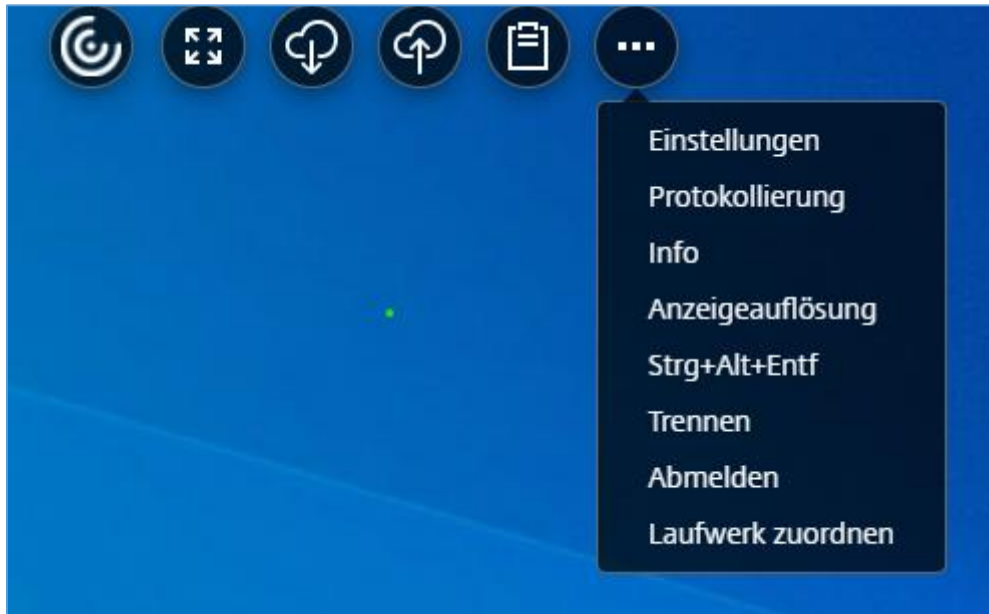 Einstellungen
Protokollierung
Info
Anzeigeauflösung
Strg+Alt+Entf
Trennen
Abmelden
Laufwerk zuordnen